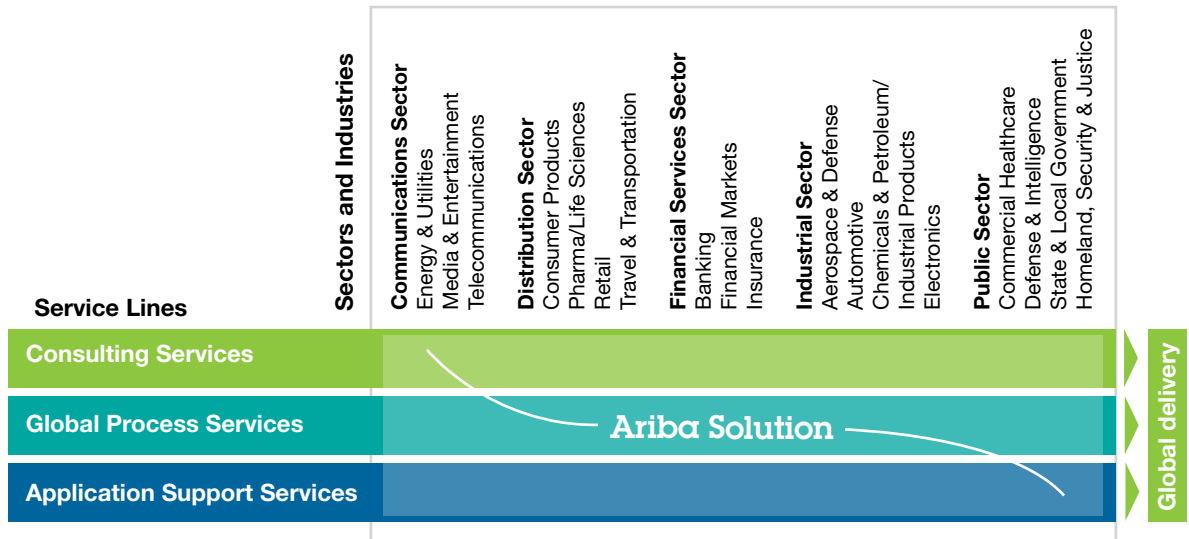 Sectors and Industries
Communications Sector
Energy & Utilities
Media & Entertainment
Telecommunications
Distribution Sector
Consumer Products
Pharma/Life Sciences
Retail
Travel & Transportation
Financial Services Sector
Banking
Financial Markets
Insurance
Industrial Sector
Aerospace & Defense
Automotive
Chemicals & Petroleum/
Industrial Products
Electronics
Public Sector
Commercial Healthcare
Defense & Intelligence
State & Local Government
Homeland, Security & Justice
Service Lines
Consulting Services
Global Process Services
Ariba Solution
Application Support Services
Global delivery